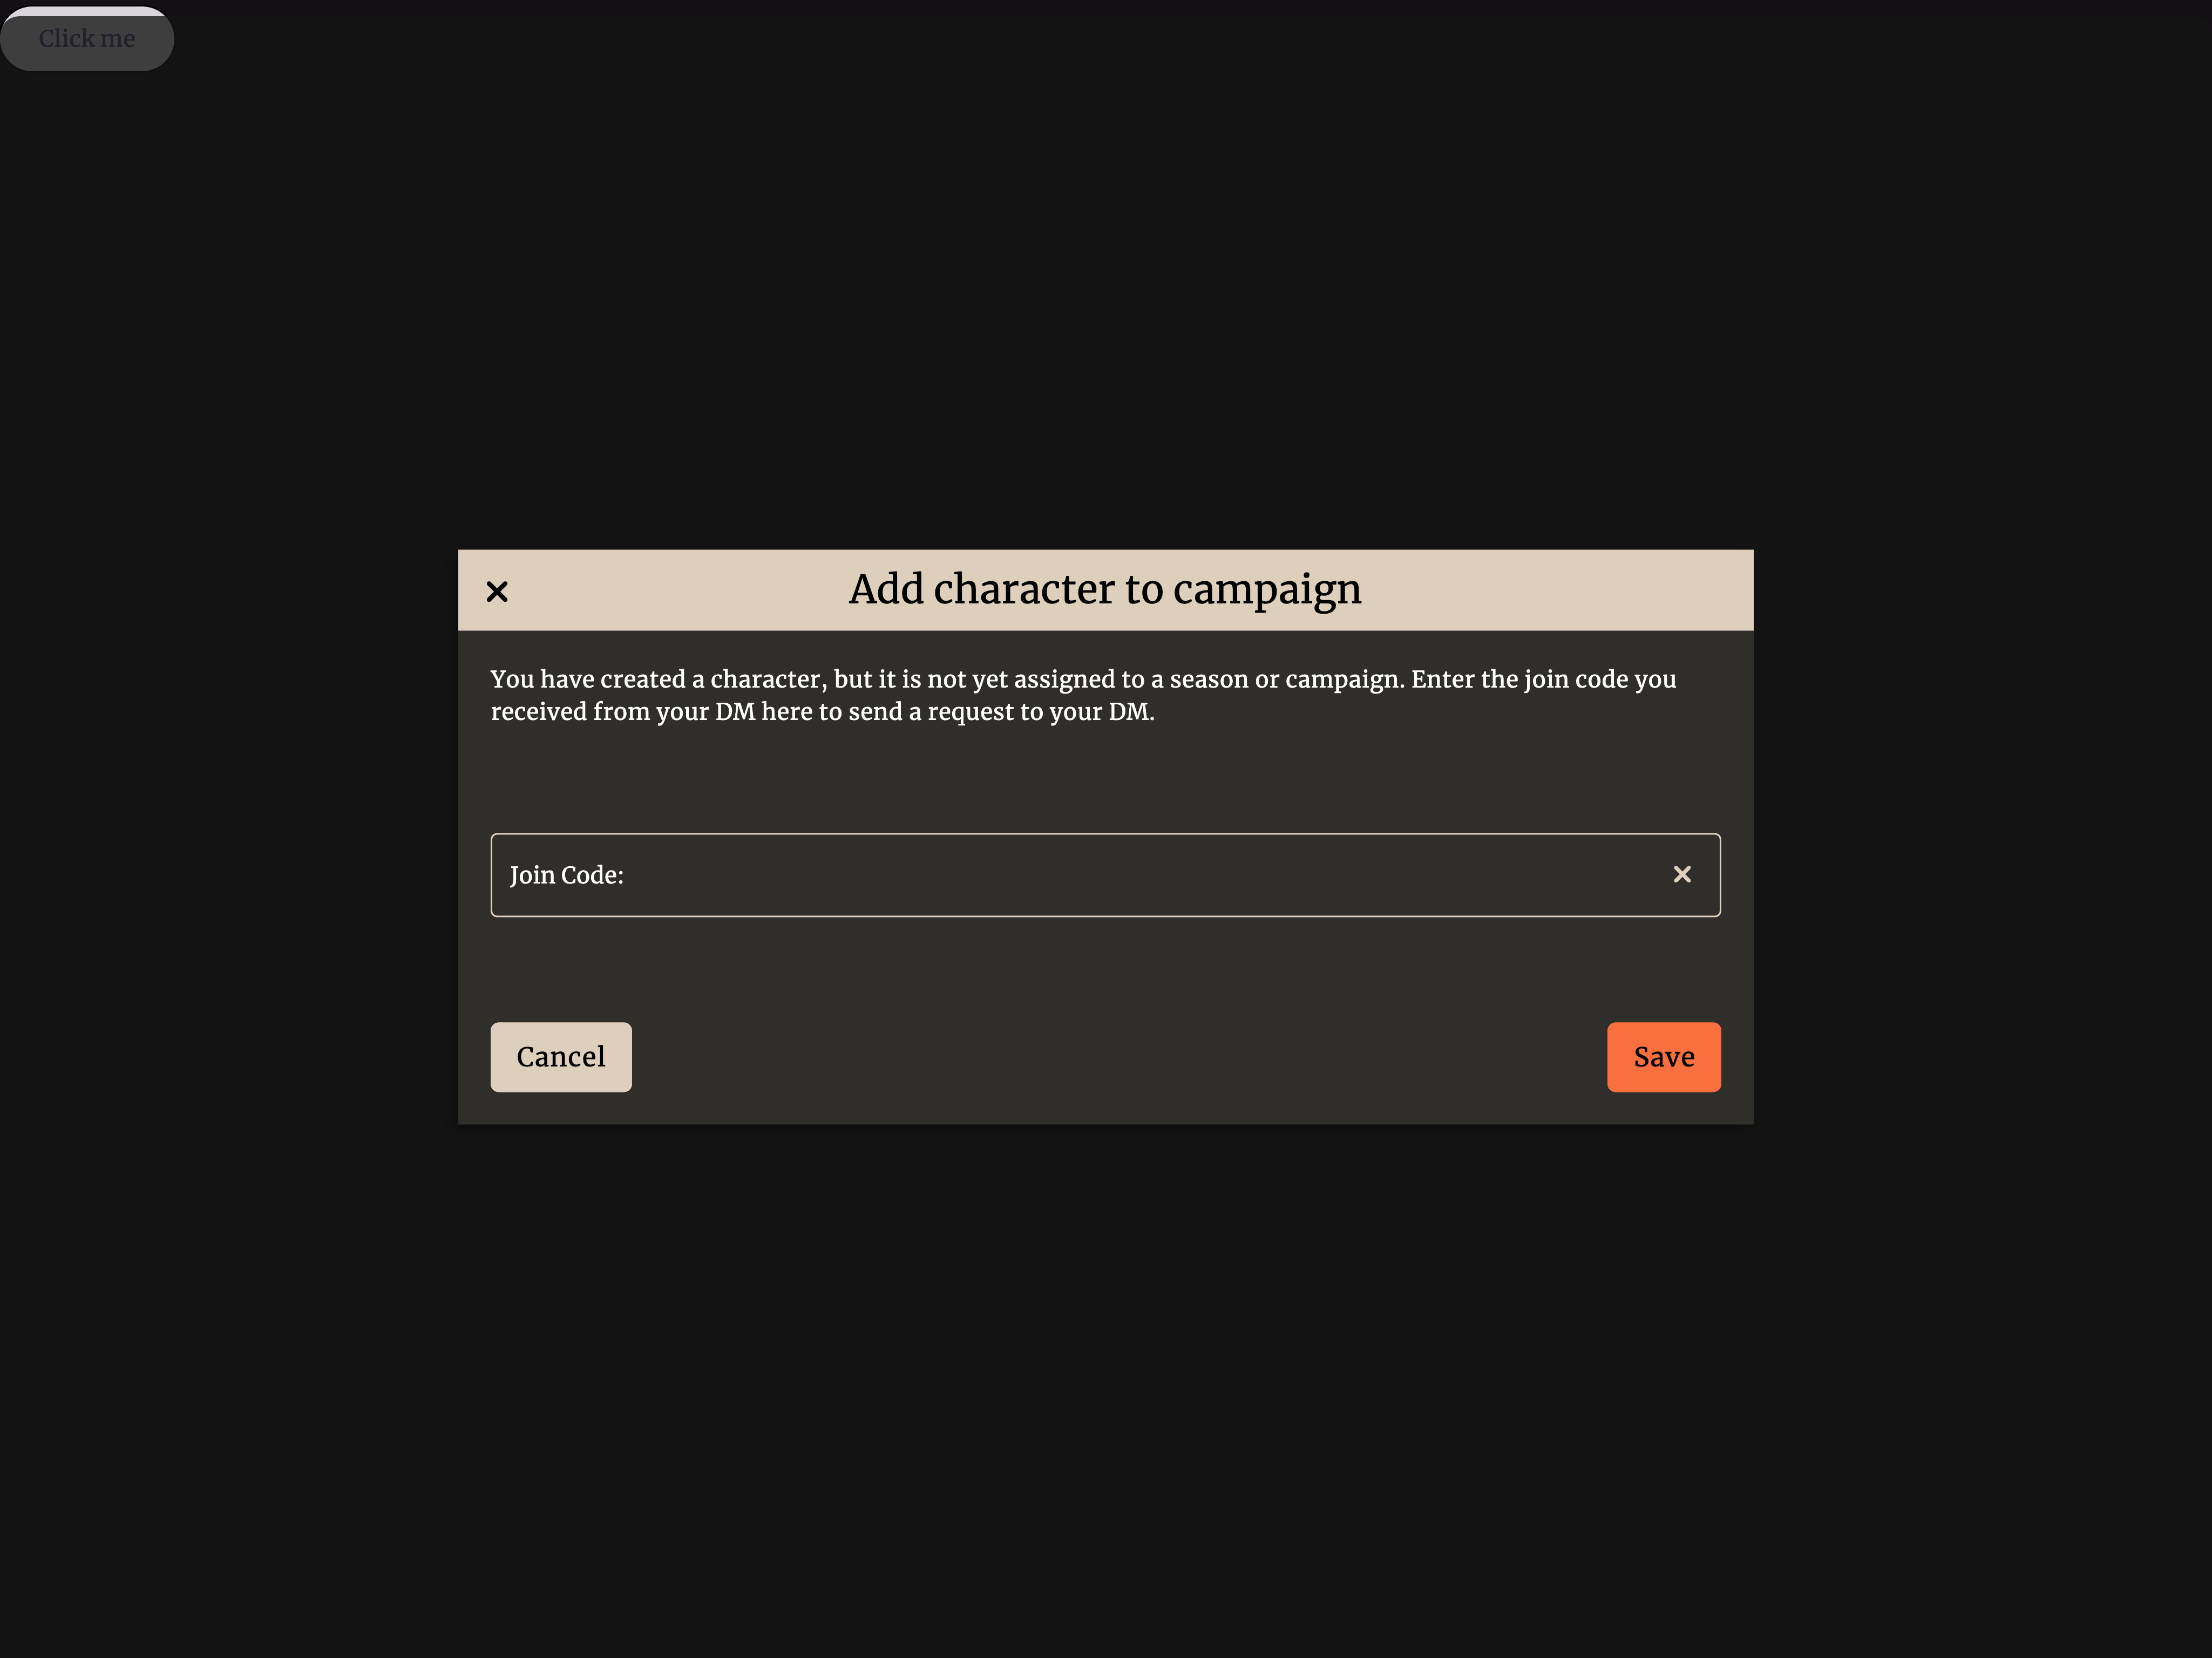 Click me
Add character to campaign
You have created a character, but it is not yet assigned to a season or campaign. Enter the join code you
received from your DM here to send a request to your DM.
Join Code:
Cancel
Save